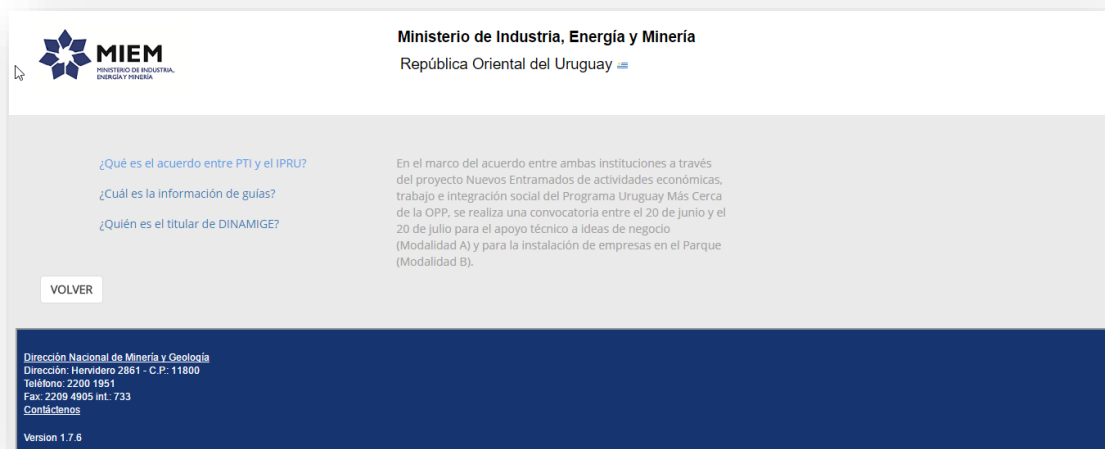 MIEM
MINISTERIO DE INDUSTRIA,
ENERGÍA Y MINERÍA
Ministerio de Industria, Energía y Minería
República Oriental del Uruguay
¿Qué es el acuerdo entre PTI y el IPRU?
¿Cuál es la información de guías?
¿Quién es el titular de DINAMIGE?
En el marco del acuerdo entre ambas instituciones a través
del proyecto Nuevos Entramados de actividades económicas,
trabajo e integración social del Programa Uruguay Más Cerca
de la OPP, se realiza una convocatoria entre el 20 de junio y el
20 de julio para el apoyo técnico a ideas de negocio
(Modalidad A) y para la instalación de empresas en el Parque
(Modalidad B).
VOLVER
Dirección Nacional de Minería y Geología
Dirección: Hervidero 2861 - C.P.: 11800
Teléfono: 2200 1951
Fax: 2209 4905 int.: 733
Contáctenos
Version 1.7.6